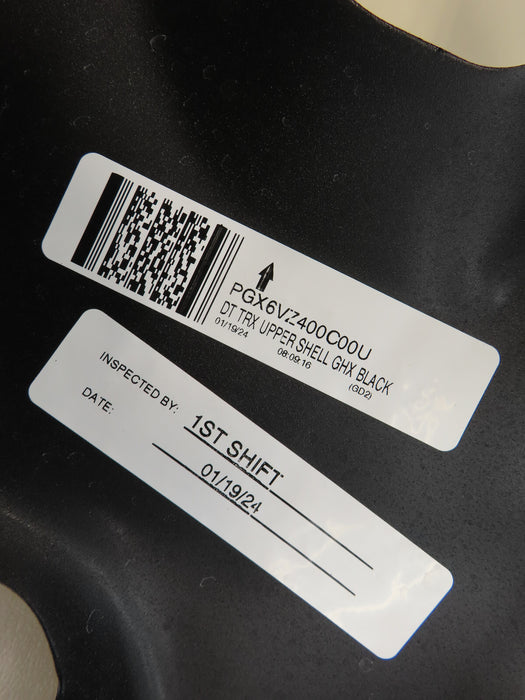 PGX6VZ400C00U
DT TRX UPPER SHELL GHX BLACK
01/19/24 08:09:16 (GD2)
INSPECTED BY: 1ST SHIFT
DATE: 01/19/24